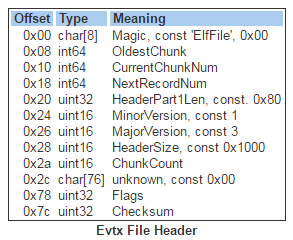 Offset Type Meaning
0x00 char[8] Magic, const 'ElfFile', 0x00
0x08 int64 OldestChunk
0x10 int64 CurrentChunkNum
0x18 int64 NextRecordNum
0x20 uint32 HeaderPart1Len, const. 0x80
0x24 uint16 MinorVersion, const 1
0x26 uint16 MajorVersion, const 3
0x28 uint16 HeaderSize, const 0x1000
0x2a uint16 ChunkCount
0x2c char[76] unknown, const 0x00
0x78 uint32 Flags
0x7c uint32 Checksum
Evtx File Header